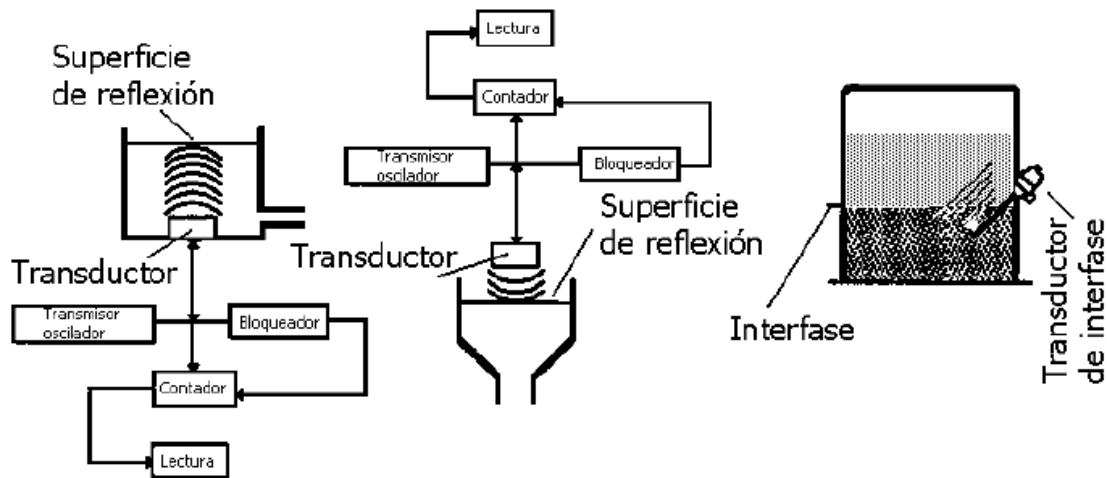 Superficie
de reflexión
Transductor
Transmisor
oscilador
Bloqueador
Contador
Lectura
Lectura
Contador
Transmisor
oscilador
Bloqueador
Transductor
Superficie
de reflexión
Interfase
Transductor
de interfase